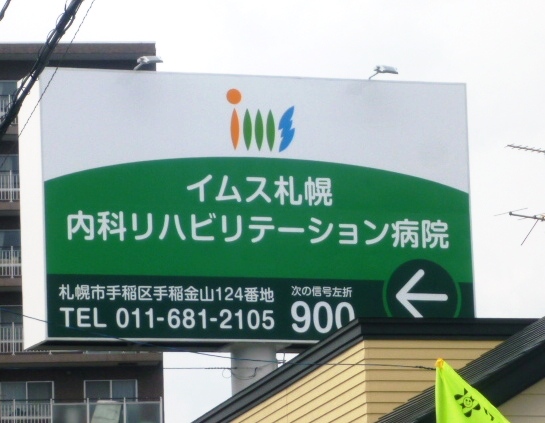 ims
イムス札幌
内科リハビリテーション病院
札幌市手稲区手稲金山124番地
TEL 011-681-2105
次の信号左折
900